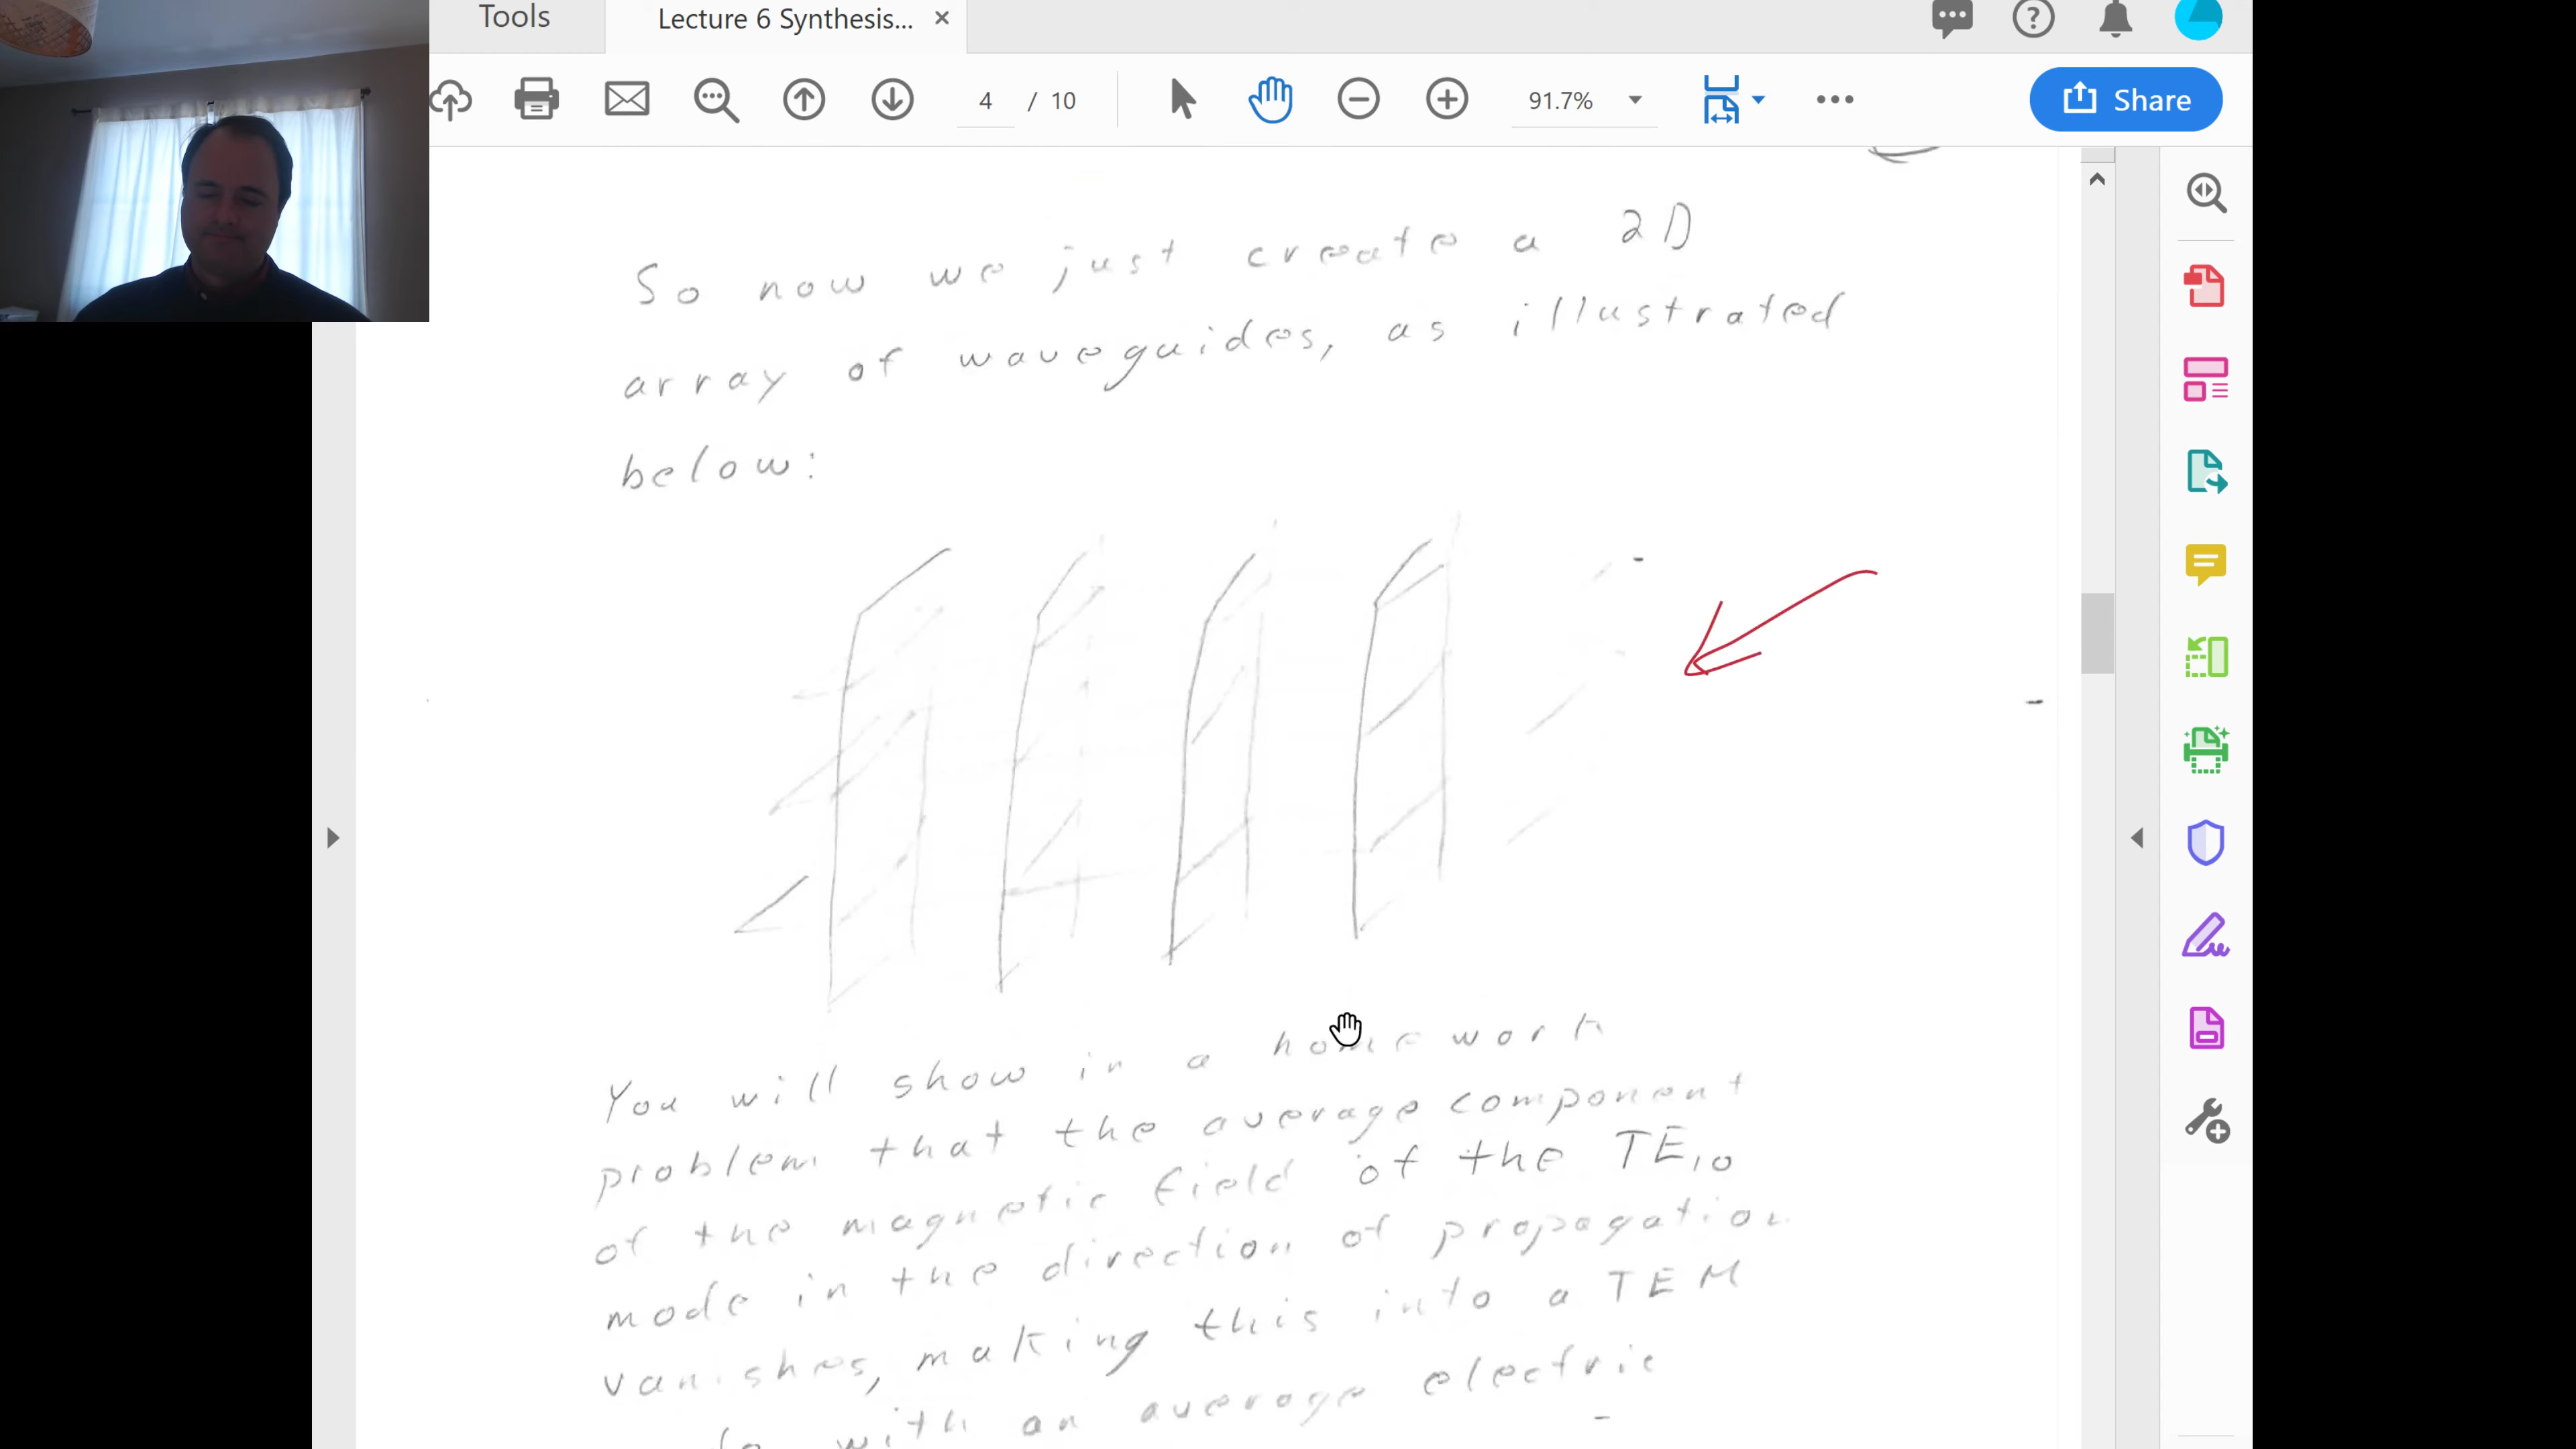 Tools
Lecture 6 Synthesis...
4 / 10
91.7%
Share
So now we just create a 2D
array of waveguides, as illustrated
below:
You will show in a homework
problem that the average component
of the magnetic field of the TE10
mode in the direction of propagation
vanishes, making this into a TEM
with an average electric